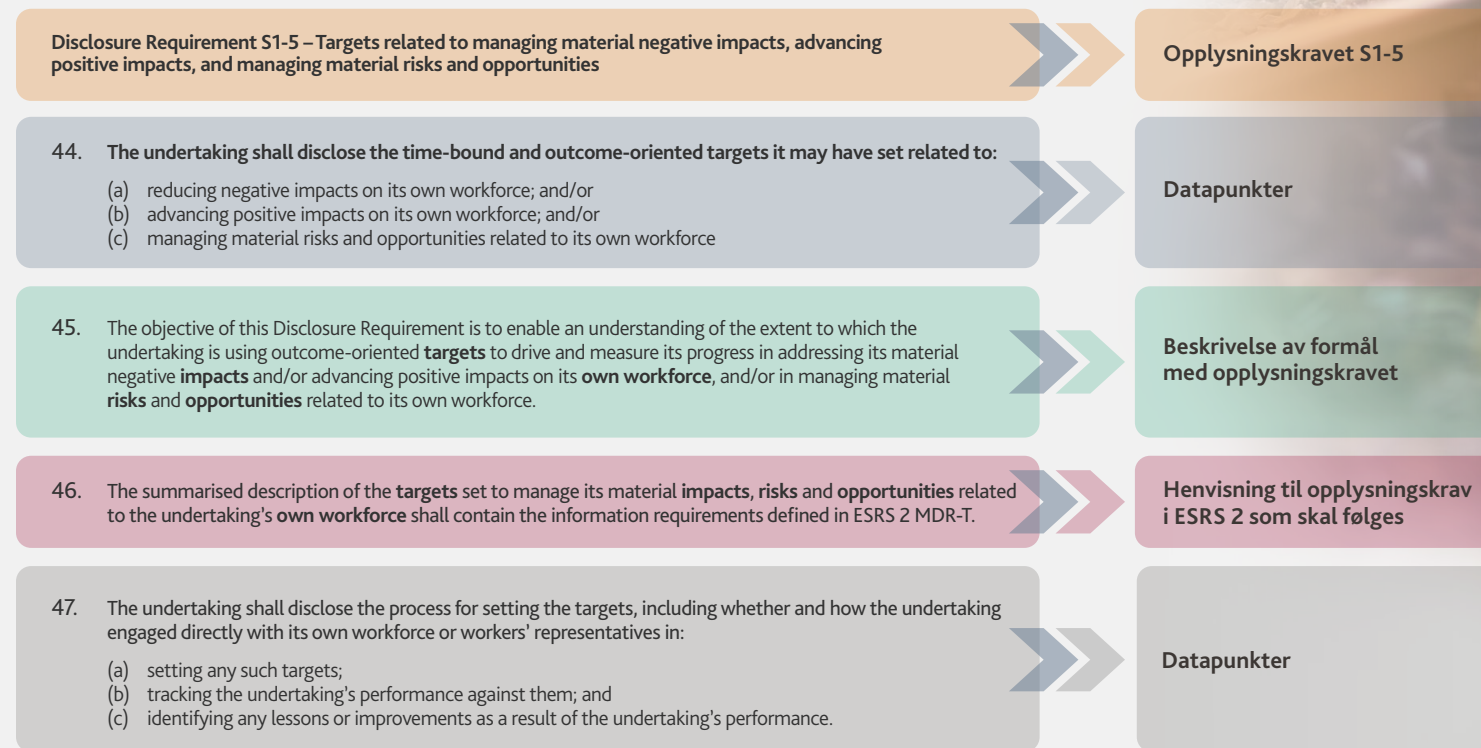 Disclosure Requirement S1-5 – Targets related to managing material negative impacts, advancing
positive impacts, and managing material risks and opportunities
Opplysningskravet S1-5
44. The undertaking shall disclose the time-bound and outcome-oriented targets it may have set related to:
(a) reducing negative impacts on its own workforce; and/or
(b) advancing positive impacts on its own workforce; and/or
(c) managing material risks and opportunities related to its own workforce
Datapunkter
45. The objective of this Disclosure Requirement is to enable an understanding of the extent to which the
undertaking is using outcome-oriented targets to drive and measure its progress in addressing its material
negative impacts and/or advancing positive impacts on its own workforce, and/or in managing material
risks and opportunities related to its own workforce.
Beskrivelse av formål
med opplysningskravet
46. The summarised description of the targets set to manage its material impacts, risks and opportunities related
to the undertaking's own workforce shall contain the information requirements defined in ESRS 2 MDR-T.
Henvisning til opplysningskrav
i ESRS 2 som skal følges
47. The undertaking shall disclose the process for setting the targets, including whether and how the undertaking
engaged directly with its own workforce or workers' representatives in:
(a) setting any such targets;
(b) tracking the undertaking's performance against them; and
(c) identifying any lessons or improvements as a result of the undertaking's performance.
Datapunkter